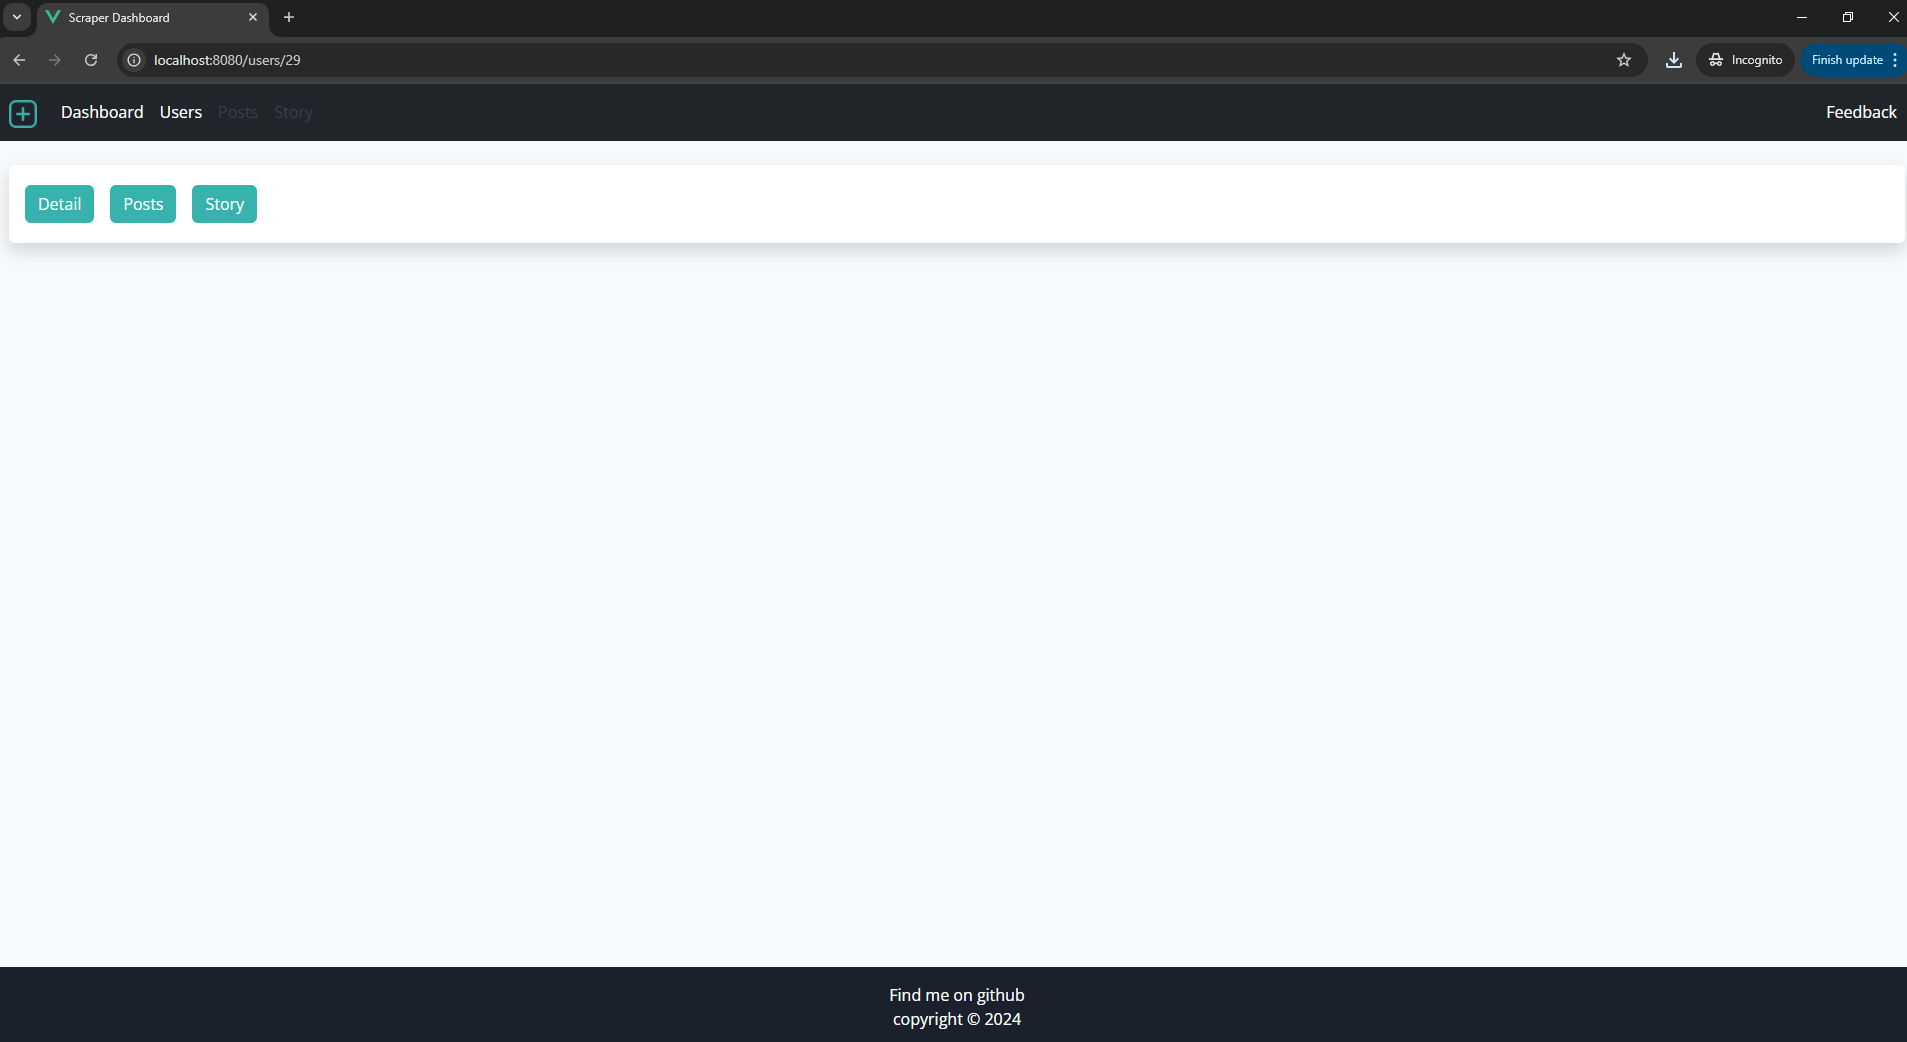 Scraper Dashboard
localhost:8080/users/29
Incognito
Finish update
Dashboard Users Posts Story
Feedback
Detail Posts Story
Find me on github
copyright © 2024